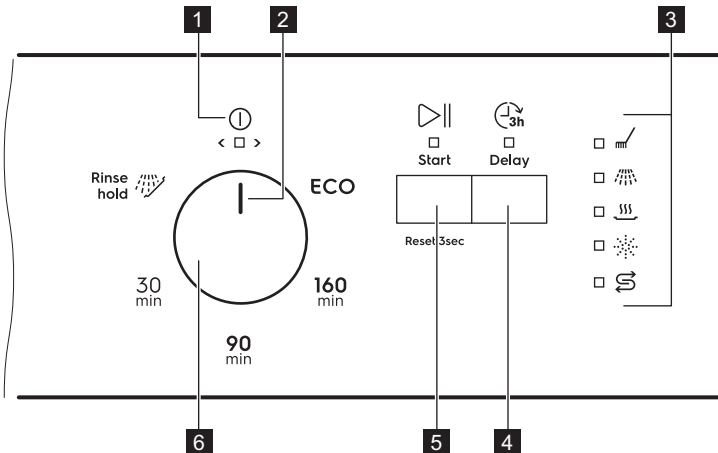 1
2
3
3h
Start
Delay
Rinse
hold
ECO
Reset 3sec
30
min
160
min
90
min
6
5
4